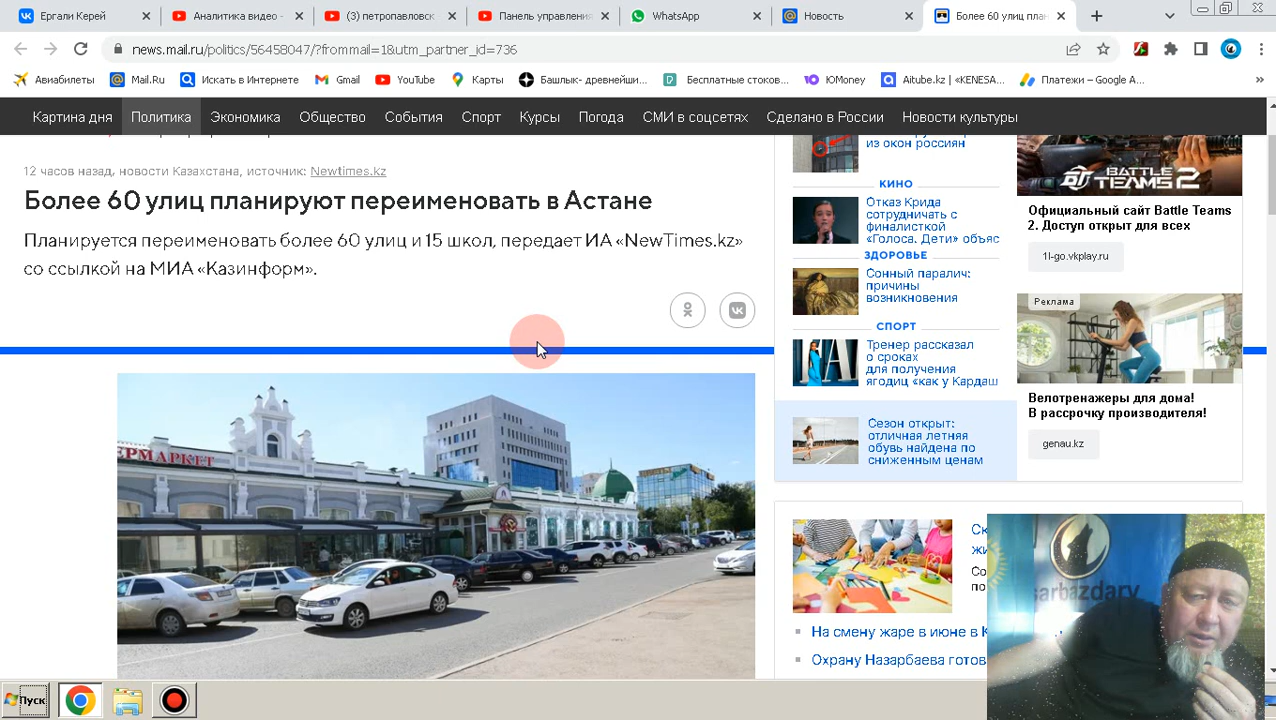 Ергали Керей
Аналитика видео -
(3) петропавловск
Панель управления
WhatsApp
Новость
Более 60 улиц план
news.mail.ru/politics/56458047/?frommail=1&utm_partner_id=736
Авиабилеты
Mail.Ru
Искать в Интернете
Gmail
YouTube
Карты
Башлык- древнейши...
Бесплатные стоков...
ЮMoney
Aitube.kz | «KENESA...
Платежи – Google A...
»
Картина дня
Политика
Экономика
Общество
События
Спорт
Курсы
Погода
СМИ в соцсетях
Сделано в России
Новости культуры
12 часов назад, новости Казахстана, источник: Newtimes.kz
Более 60 улиц планируют переименовать в Астане
Планируется переименовать более 60 улиц и 15 школ, передает ИА «NewTimes.kz»
со ссылкой на МИА «Казинформ».
ЕРМАРКЕТ
из окон россиян
КИНО
Отказ Крида
сотрудничать с
финалисткой
«Голоса. Дети» объяс
ЗДОРОВЬЕ
Сонный паралич:
причины
возникновения
СПОРТ
Тренер рассказал
о сроках
для получения
ягодиц «как у Кардаш
Сезон открыт:
отличная летняя
обувь найдена по
сниженным ценам
BATTLE
TEAMS 2
Официальный сайт Battle Teams
2. Доступ открыт для всех
1l-go.vkplay.ru
Реклама
Велотренажеры для дома!
В рассрочку производителя!
genau.kz
Ск
жи
Со
по
На смену жаре в июне в К
Охрану Назарбаева готов
sarbazdary
Пуск